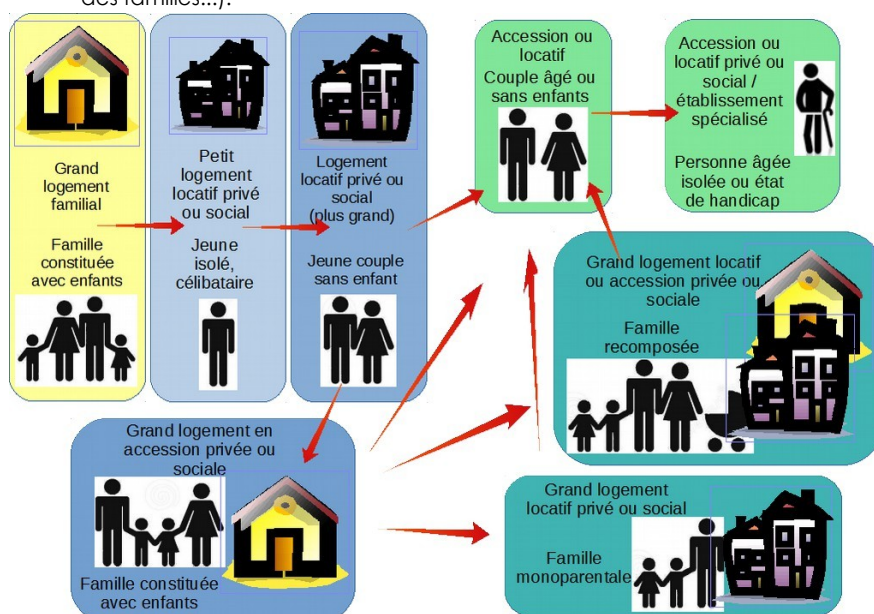 des familles...).
Grand
logement
familial
Famille
constituée
avec enfants
Petit
logement
locatif privé
ou social
Jeune
isolé,
célibataire
Logement
locatif privé ou
social
(plus grand)
Jeune couple
sans enfant
Accession ou
locatif
Couple âgé ou
sans enfants
Accession ou
locatif privé ou
social /
établissement
spécialisé
Personne âgée
isolée ou état
de handicap
Grand logement locatif
ou accession privée ou
sociale
Famille
recomposée
Grand logement en
accession privée ou
sociale
Famille constituée
avec enfants
Grand logement
locatif privé ou social
Famille
monoparentale